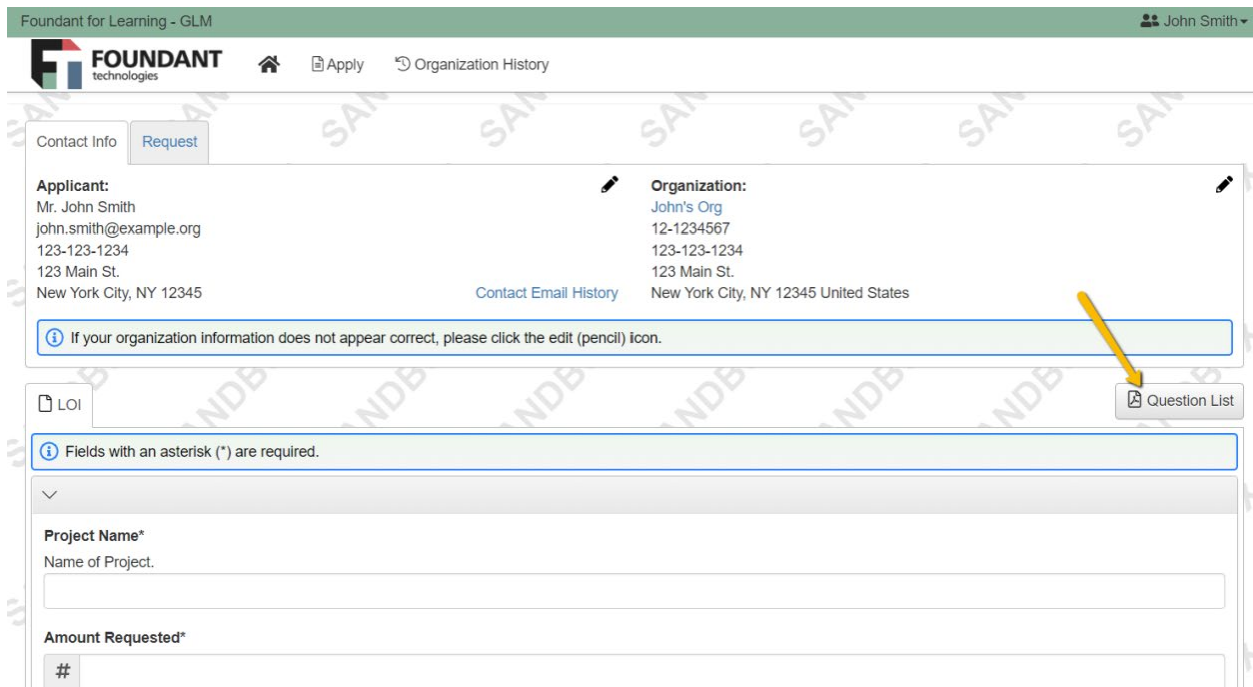 Foundant for Learning - GLM
John Smith
FOUNDANT
technologies
Apply
Organization History
Contact Info
Request
Applicant:
Mr. John Smith
john.smith@example.org
123-123-1234
123 Main St.
New York City, NY 12345
Contact Email History
Organization:
John's Org
12-1234567
123-123-1234
123 Main St.
New York City, NY 12345 United States
If your organization information does not appear correct, please click the edit (pencil) icon.
LOI
Question List
Fields with an asterisk (*) are required.
Project Name*
Name of Project.
Amount Requested*
#